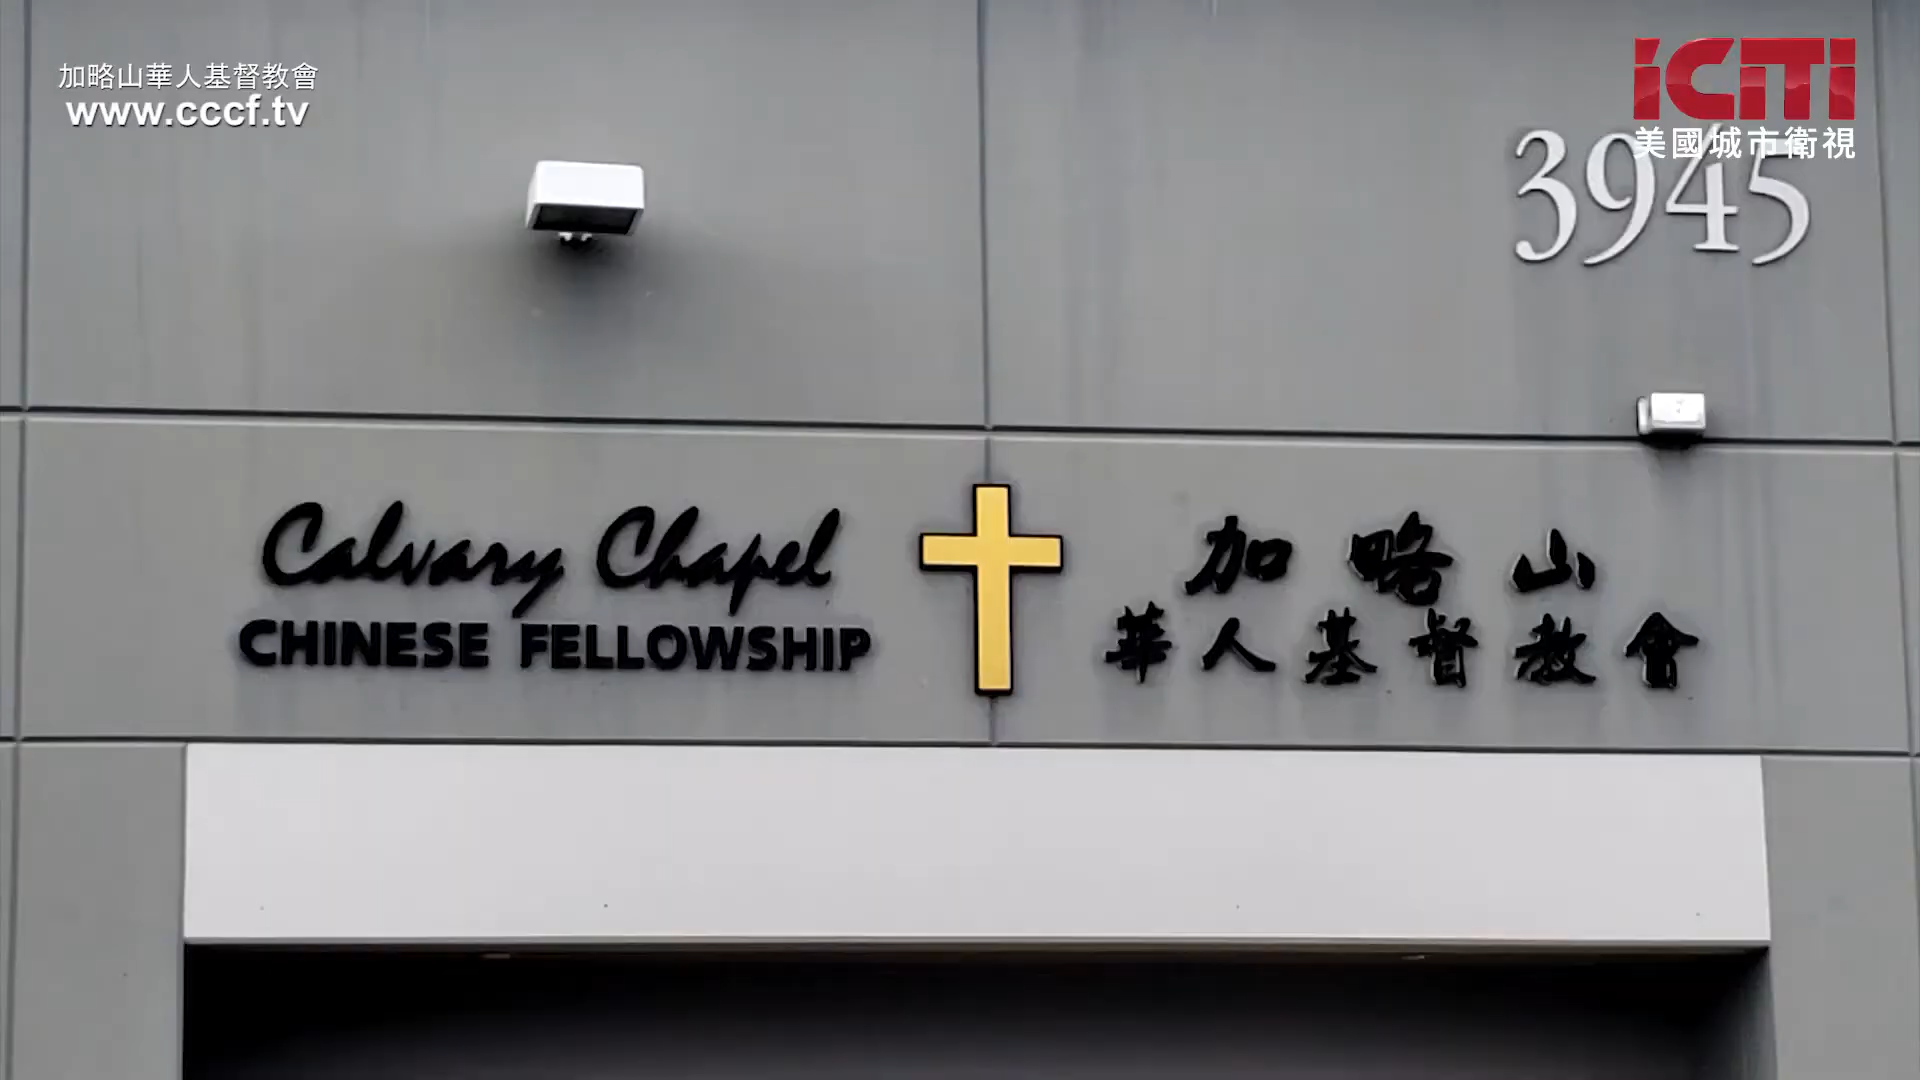 加略山華人基督教會
www.cccf.tv
iCiTi
美國城市衛視
3945
Calvary Chapel
CHINESE FELLOWSHIP
加略山
華人基督教會